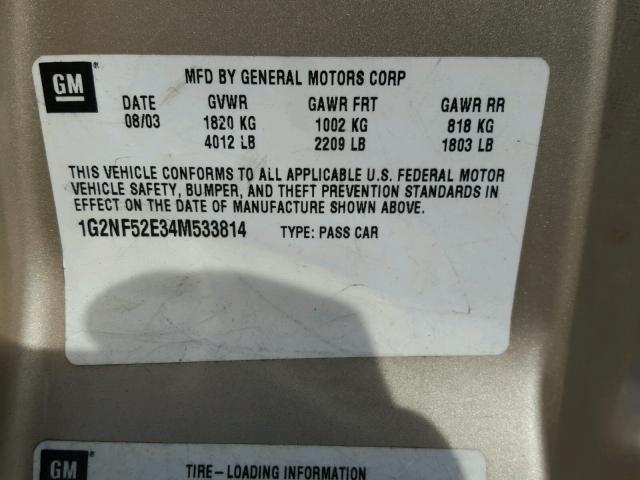 GM
MFD BY GENERAL MOTORS CORP
DATE GVWR GAWR FRT GAWR RR
08/03 1820 KG 1002 KG 818 KG
4012 LB 2209 LB 1803 LB
THIS VEHICLE CONFORMS TO ALL APPLICABLE U.S. FEDERAL MOTOR
VEHICLE SAFETY, BUMPER, AND THEFT PREVENTION STANDARDS IN
EFFECT ON THE DATE OF MANUFACTURE SHOWN ABOVE.
1G2NF52E34M533814 TYPE: PASS CAR
GM
TIRE-LOADING INFORMATION